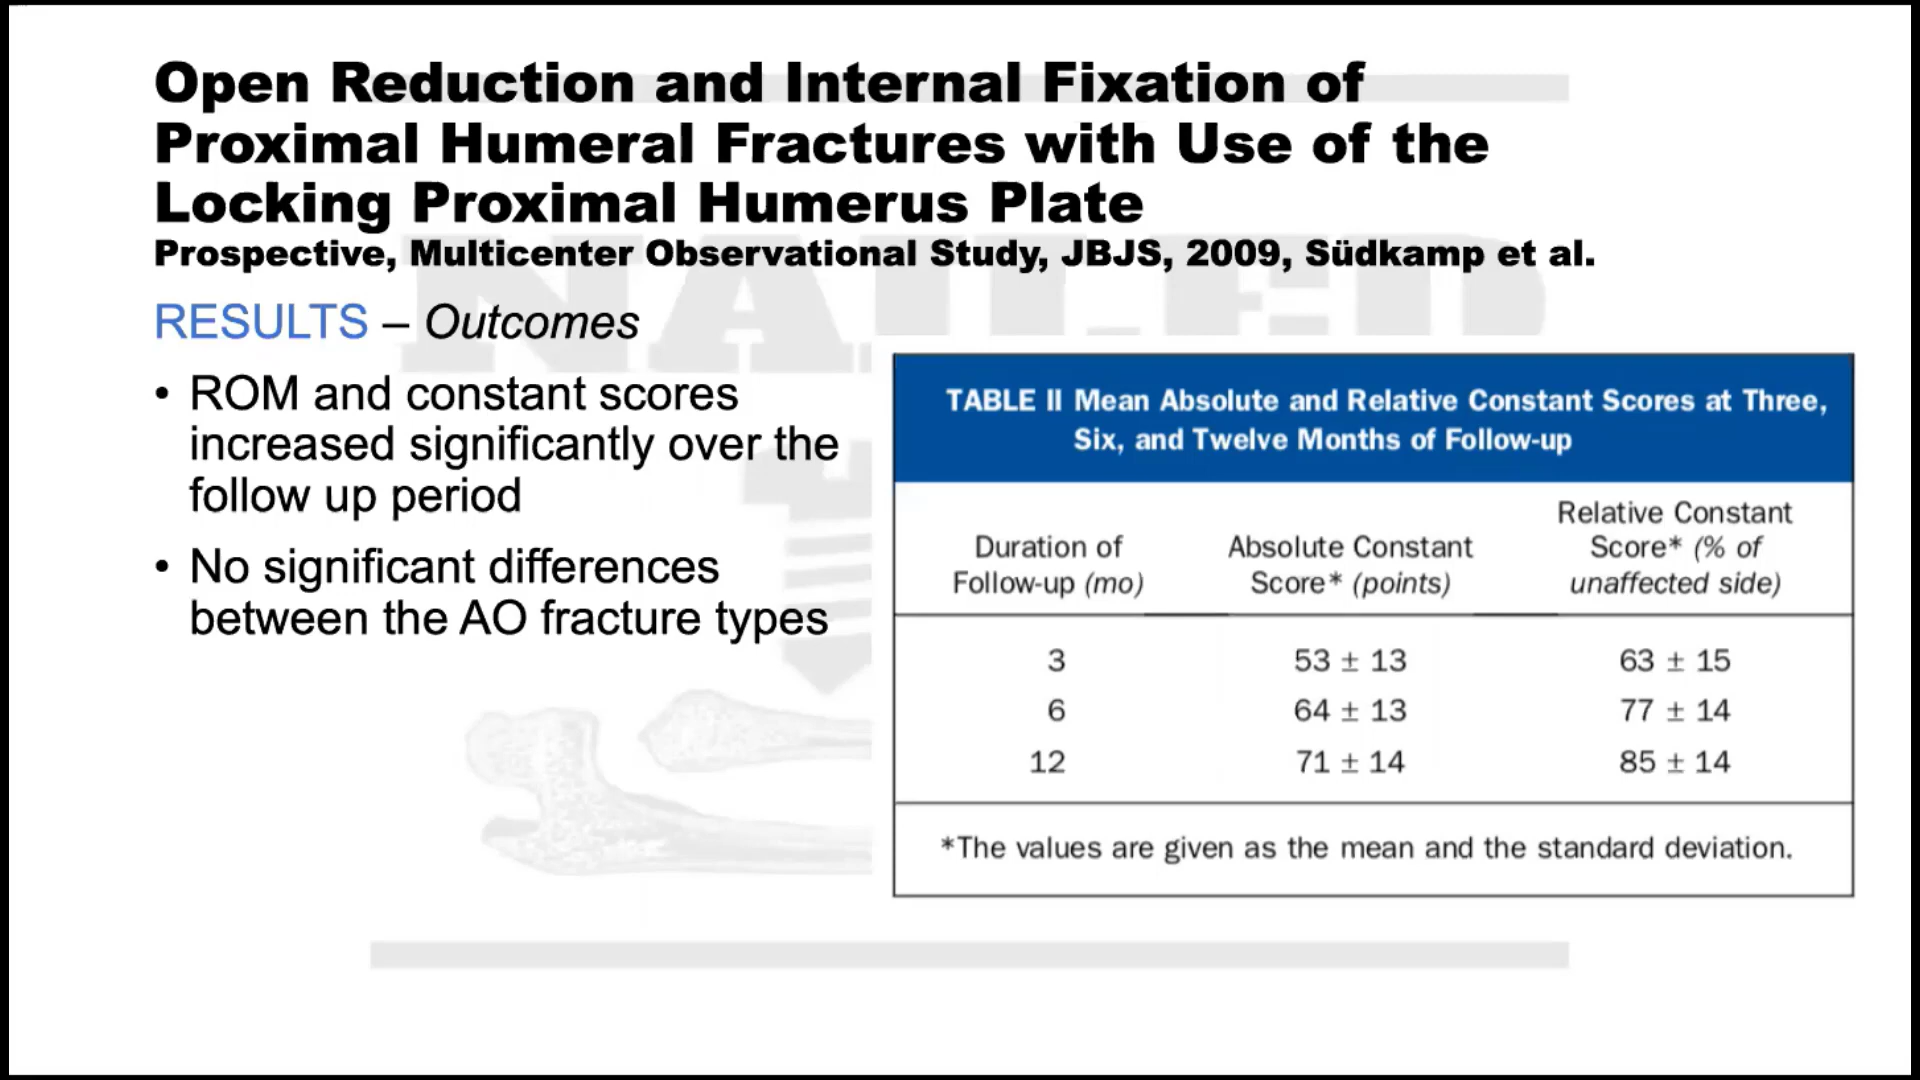 Open Reduction and Internal Fixation of
Proximal Humeral Fractures with Use of the
Locking Proximal Humerus Plate
Prospective, Multicenter Observational Study, JBJS, 2009, Südkamp et al.
NAILED
RESULTS – Outcomes
• ROM and constant scores
increased significantly over the
follow up period
• No significant differences
between the AO fracture types
TABLE II Mean Absolute and Relative Constant Scores at Three,
Six, and Twelve Months of Follow-up
Duration of
Follow-up (mo)
Absolute Constant
Score* (points)
Relative Constant
Score* (% of
unaffected side)
3 53 ± 13 63 ± 15
6 64 ± 13 77 ± 14
12 71 ± 14 85 ± 14
*The values are given as the mean and the standard deviation.